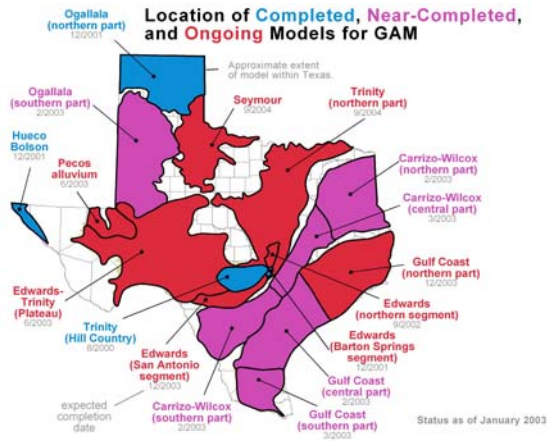 Location of Completed, Near-Completed,
and Ongoing Models for GAM
Ogallala
(northern part)
12/2001
Approximate extent
of model within Texas.
Ogallala
(southern part)
2/2003
Seymour
9/2004
Trinity
(northern part)
9/2004
Hueco
Bolson
12/2001
Pecos
alluvium
6/2003
Carrizo-Wilcox
(northern part)
2/2003
Carrizo-Wilcox
(central part)
3/2003
Gulf Coast
(northern part)
12/2003
Edwards-
Trinity
(Plateau)
6/2003
Edwards
(northern segment)
9/2002
Trinity
(Hill Country)
8/2000
Edwards
(Barton Springs
segment)
12/2001
Edwards
(San Antonio
segment)
12/2003
Gulf Coast
(central part)
2/2003
expected
completion
date
Carrizo-Wilcox
(southern part)
2/2003
Gulf Coast
(southern part)
3/2003
Status as of January 2003